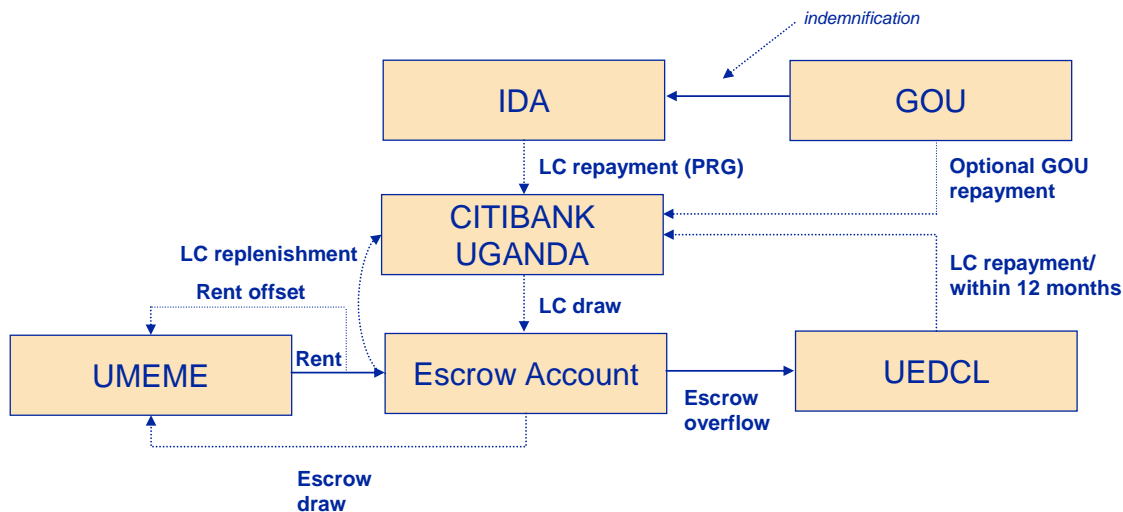 indemnification
IDA
GOU
LC repayment (PRG)
Optional GOU
repayment
CITIBANK
UGANDA
LC replenishment
LC repayment/
within 12 months
Rent offset
LC draw
UMEME
Rent
Escrow Account
UEDCL
Escrow
overflow
Escrow
draw